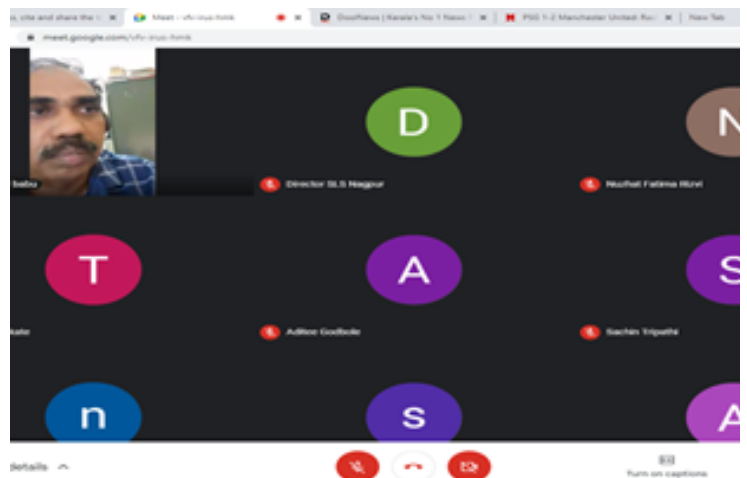 s, cite and share the t
Meet - vfv-irus-hmk
DoolNews | Kerala's No 1 News
PSG 1-2 Manchester United: Ru
New Tab
meet.google.com/vfv-irus-hmk
D
N
babu
Director SLS Nagpur
Nuzhat Fatima Rizvi
T
A
S
kate
Aditee Godbole
Sachin Tripathi
n
s
A
details
Turn on captions